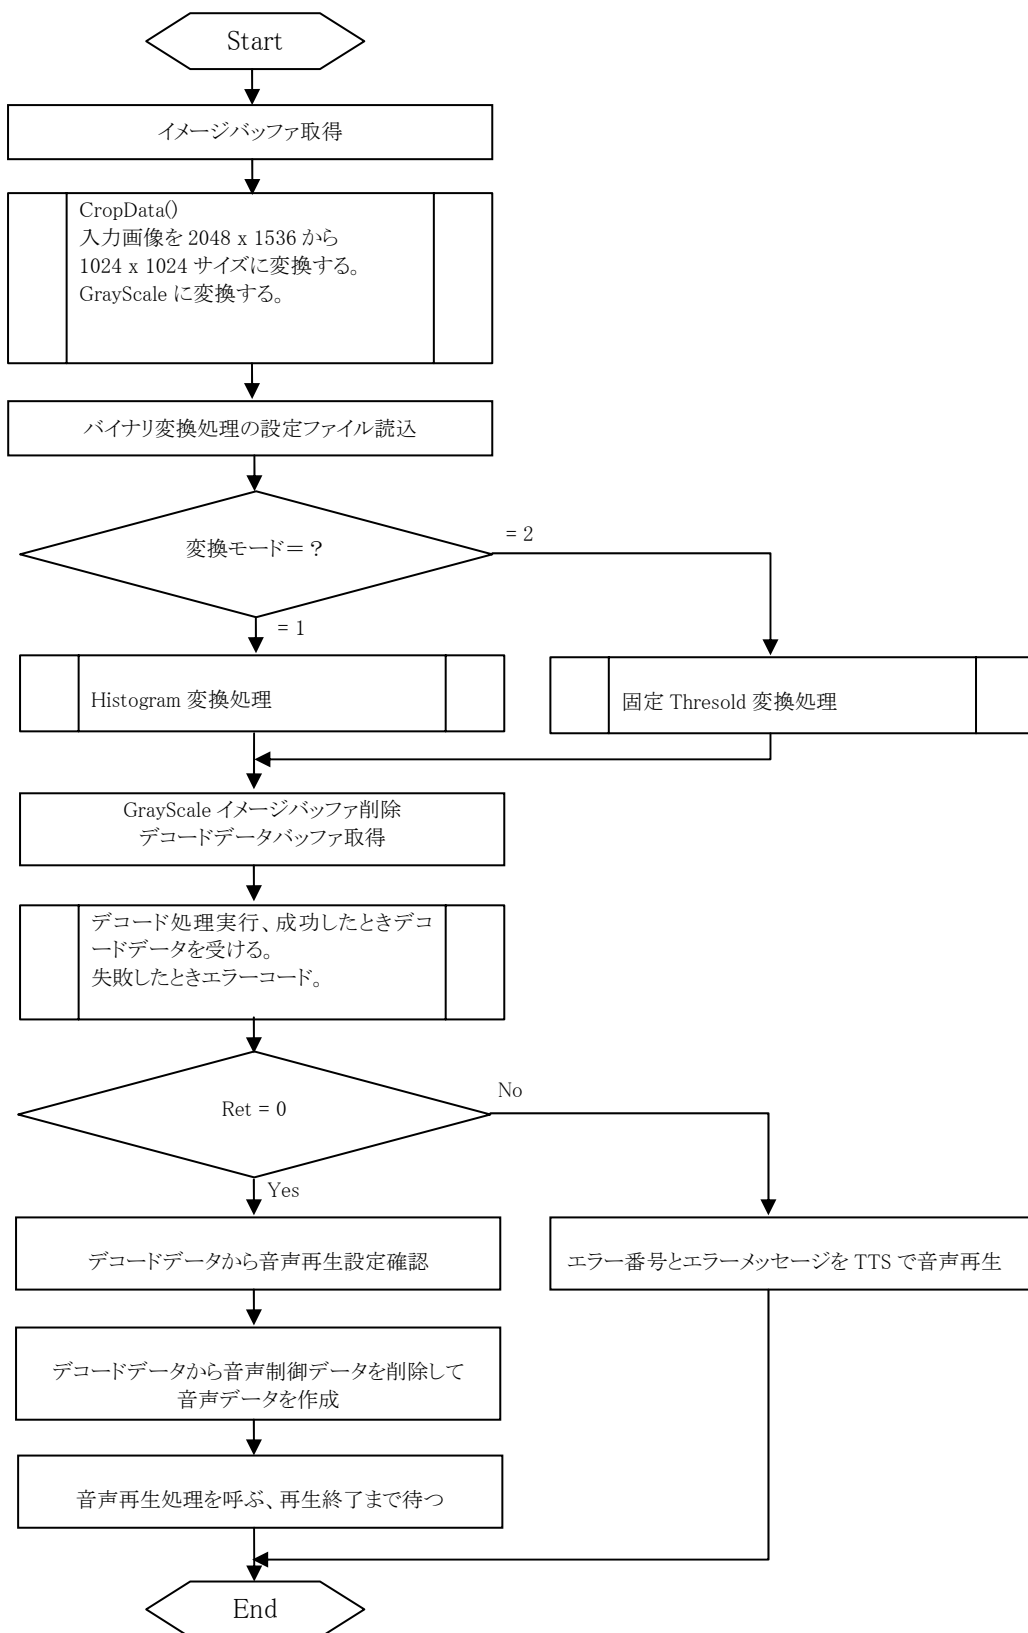 Start
イメージバッファ取得
CropData()
入力画像を 2048 x 1536 から
1024 x 1024 サイズに変換する。
GrayScale に変換する。
バイナリ変換処理の設定ファイル読込
変換モード＝？
= 2
= 1
Histogram 変換処理
固定 Thresold 変換処理
GrayScale イメージバッファ削除
デコードデータバッファ取得
デコード処理実行、成功したときデコ
ードデータを受ける。
失敗したときエラーコード。
Ret = 0
No
Yes
デコードデータから音声再生設定確認
エラー番号とエラーメッセージを TTS で音声再生
デコードデータから音声制御データを削除して
音声データを作成
音声再生処理を呼ぶ、再生終了まで待つ
End